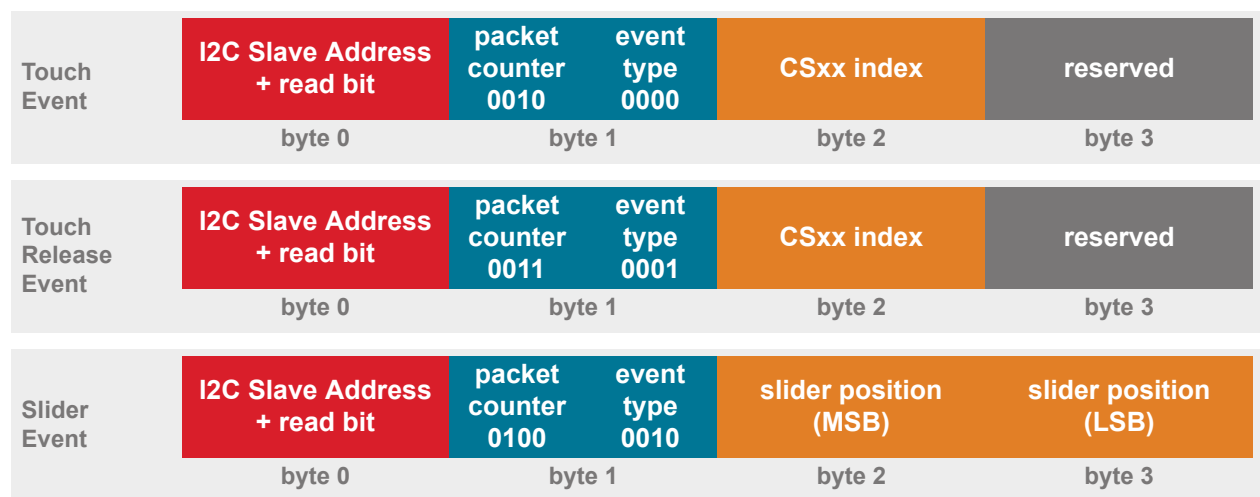 Touch
Event
I2C Slave Address
+ read bit
packet
counter
0010
event
type
0000
CSxx index
reserved
byte 0
byte 1
byte 2
byte 3
Touch
Release
Event
I2C Slave Address
+ read bit
packet
counter
0011
event
type
0001
CSxx index
reserved
byte 0
byte 1
byte 2
byte 3
Slider
Event
I2C Slave Address
+ read bit
packet
counter
0100
event
type
0010
slider position
(MSB)
slider position
(LSB)
byte 0
byte 1
byte 2
byte 3